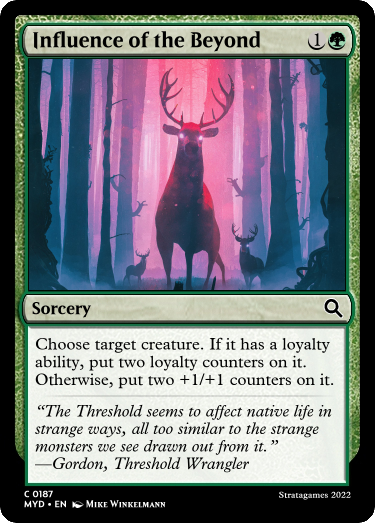 Influence of the Beyond 1
Sorcery
Choose target creature. If it has a loyalty
ability, put two loyalty counters on it.
Otherwise, put two +1/+1 counters on it.
“The Threshold seems to affect native life in
strange ways, all too similar to the strange
monsters we see drawn out from it.”
—Gordon, Threshold Wrangler
C 0187
MYD • EN Mike Winkelmann
Stratagames 2022